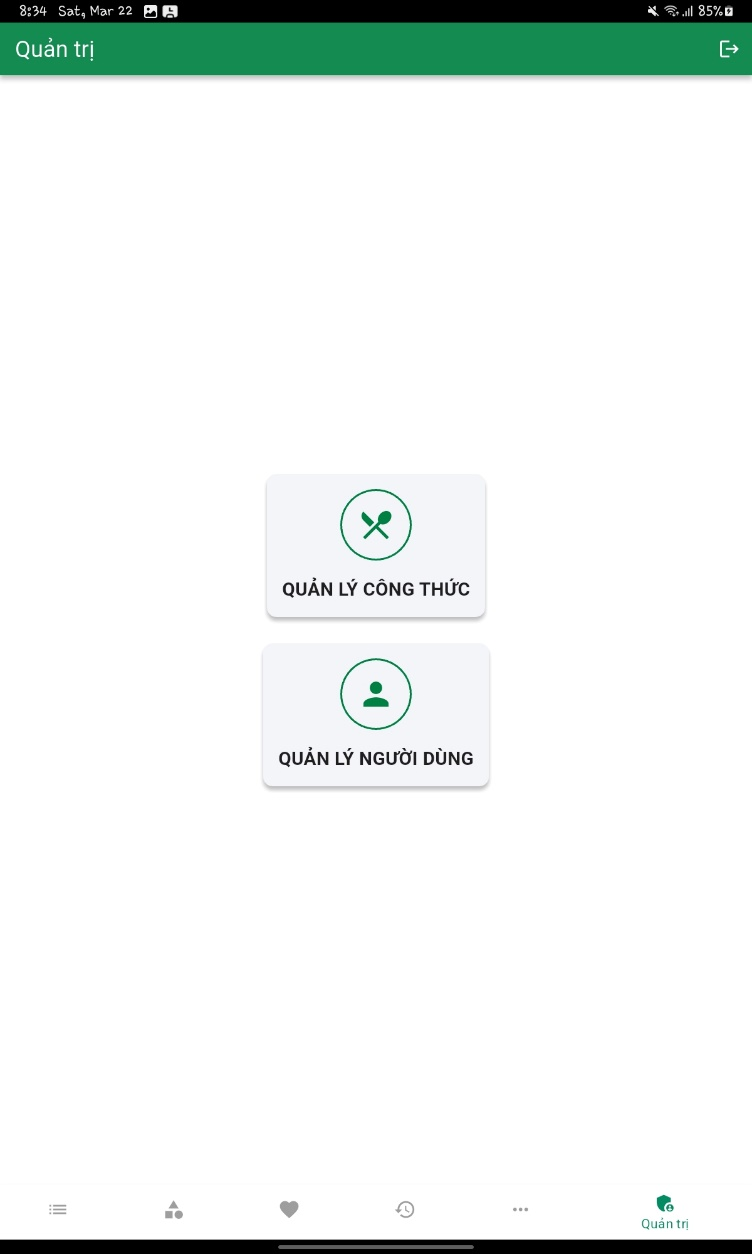 8:34 Sat, Mar 22 85%
Quản trị
QUẢN LÝ CÔNG THỨC
QUẢN LÝ NGƯỜI DÙNG
Quản trị